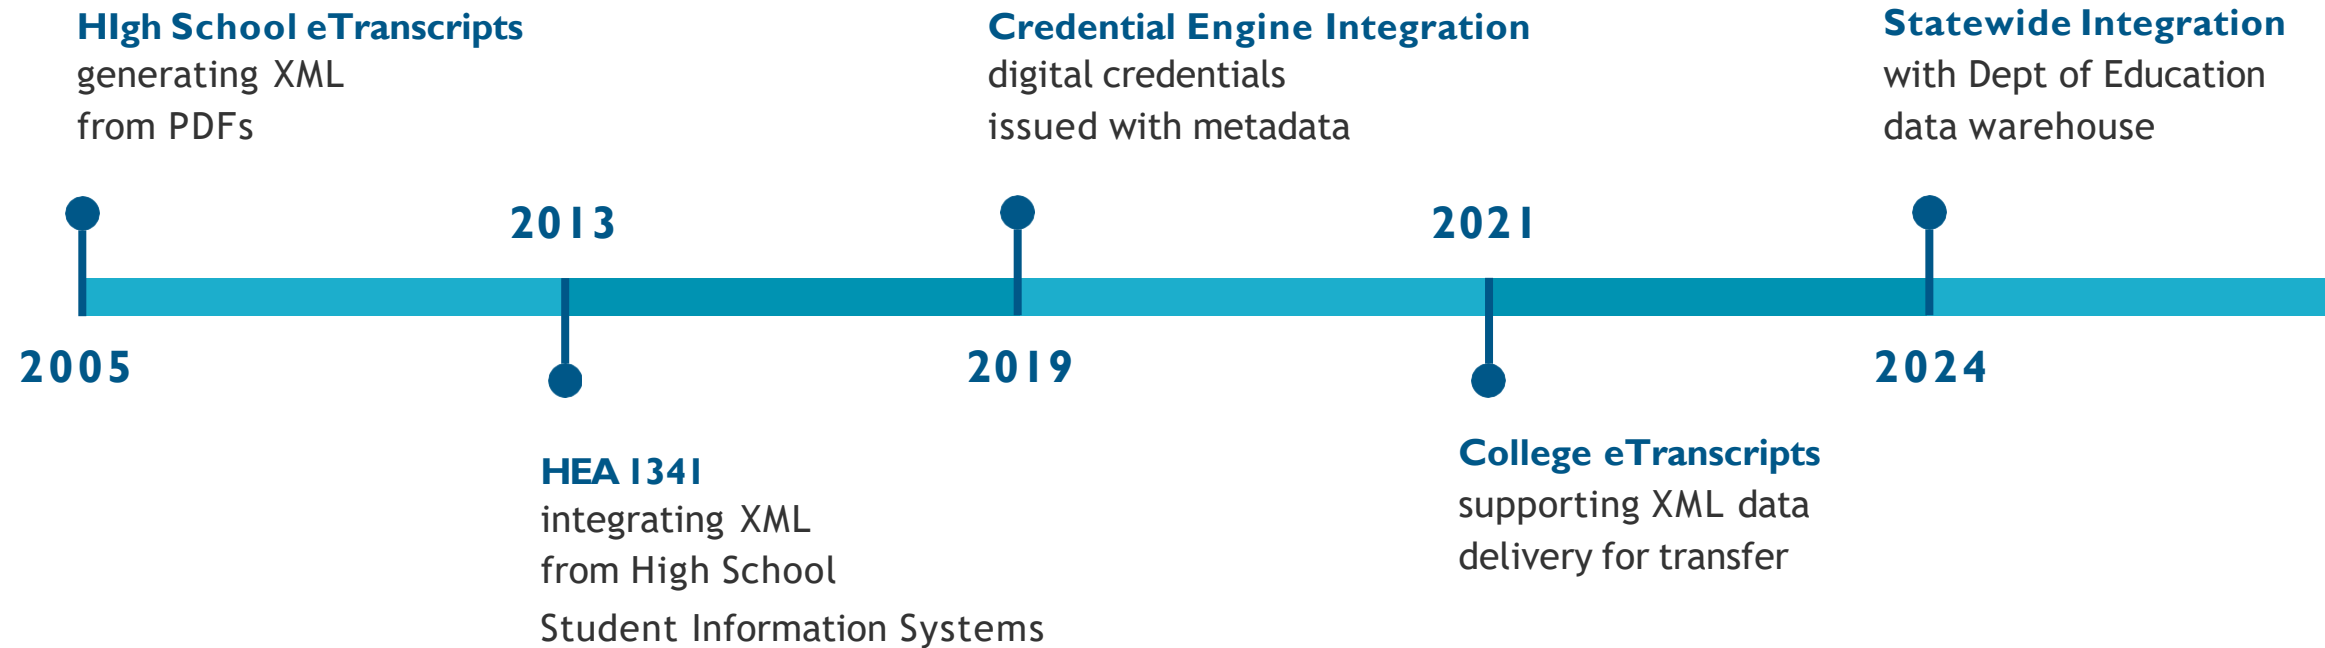 HIgh School eTranscripts
generating XML
from PDFs
Credential Engine Integration
digital credentials
issued with metadata
Statewide Integration
with Dept of Education
data warehouse
2013
2021
2005
2019
2024
HEA 1341
integrating XML
from High School
Student Information Systems
College eTranscripts
supporting XML data
delivery for transfer